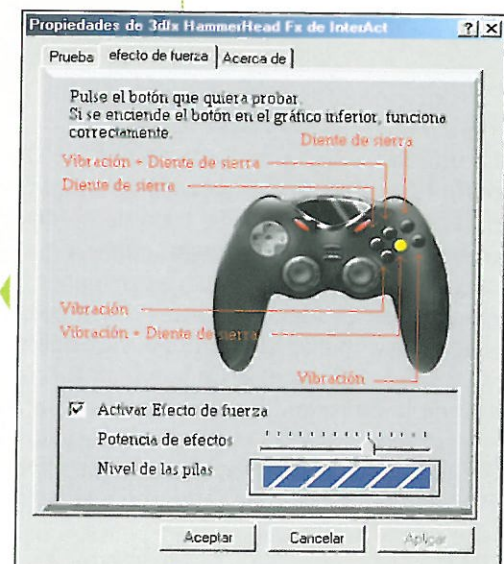 Propiedades de 3dfx HammerHead Fx de InterAct
Prueba efecto de fuerza Acerca de
Pulse el botón que quiera probar.
Si se enciende el botón en el gráfico inferior, funciona
correctamente.
Diente de sierra
Vibración + Diente de sierra
Diente de sierra
Vibración
Vibración + Diente de sierra
Vibración
Activar Efecto de fuerza
Potencia de efectos
Nivel de las pilas
Aceptar Cancelar Aplicar